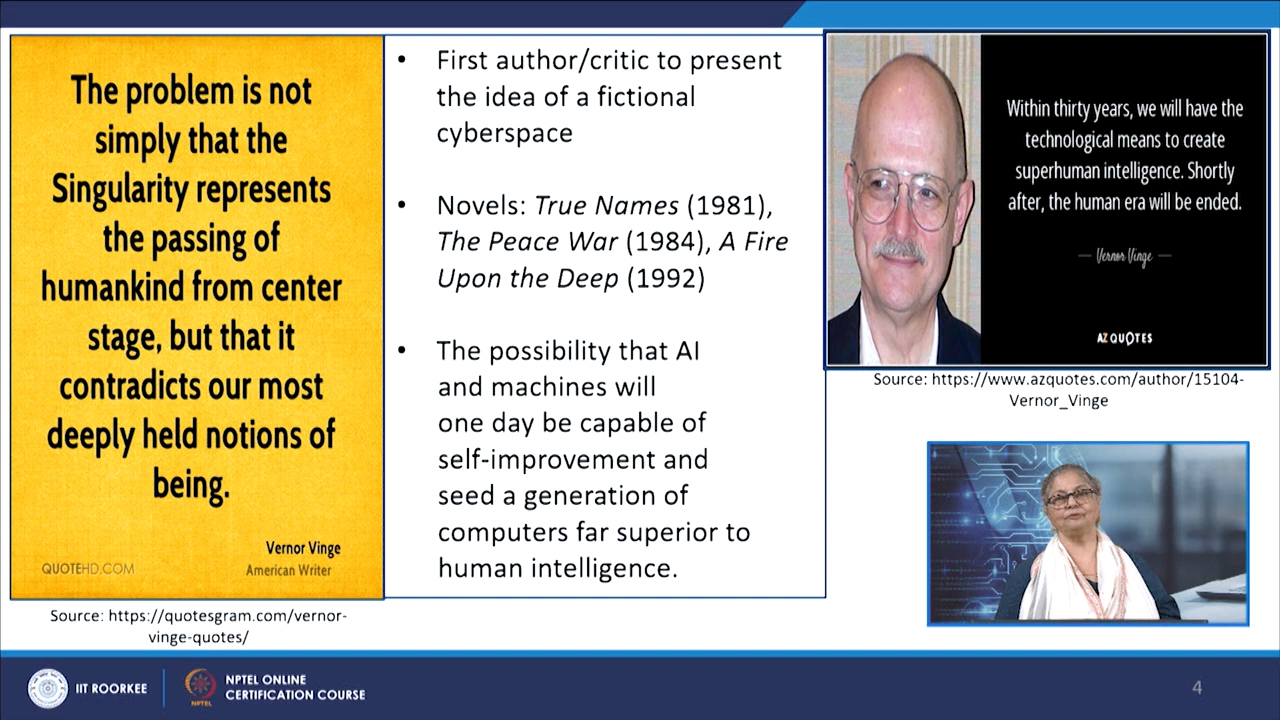 The problem is not
simply that the
Singularity represents
the passing of
humankind from center
stage, but that it
contradicts our most
deeply held notions of
being.
Vernor Vinge
QUOTEHD.COM
American Writer
Source: https://quotesgram.com/vernor-
vinge-quotes/
• First author/critic to present
the idea of a fictional
cyberspace
• Novels: True Names (1981),
The Peace War (1984), A Fire
Upon the Deep (1992)
• The possibility that AI
and machines will
one day be capable of
self-improvement and
seed a generation of
computers far superior to
human intelligence.
Within thirty years, we will have the
technological means to create
superhuman intelligence. Shortly
after, the human era will be ended.
— Vernor Vinge —
AZQUOTES
Source: https://www.azquotes.com/author/15104-
Vernor_Vinge
IIT ROORKEE
NPTEL
NPTEL ONLINE
CERTIFICATION COURSE
4